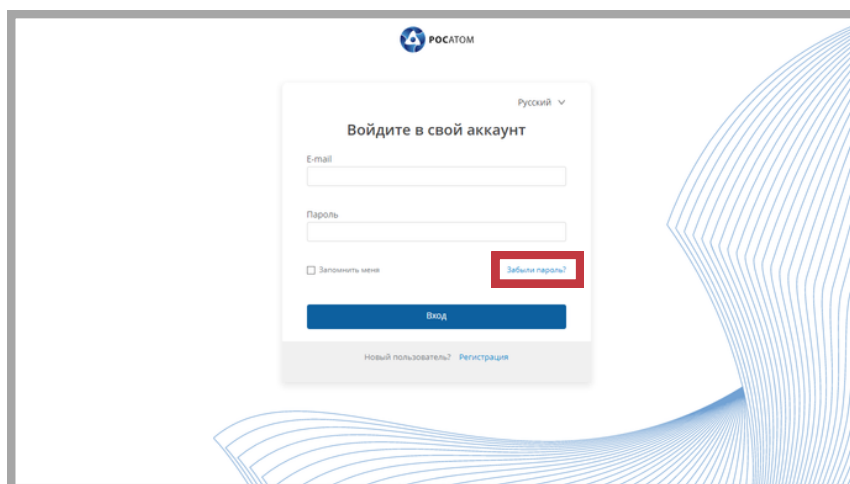 РОСАТОМ
Русский
Войдите в свой аккаунт
E-mail
Пароль
Запомнить меня
Забыли пароль?
Вход
Новый пользователь? Регистрация